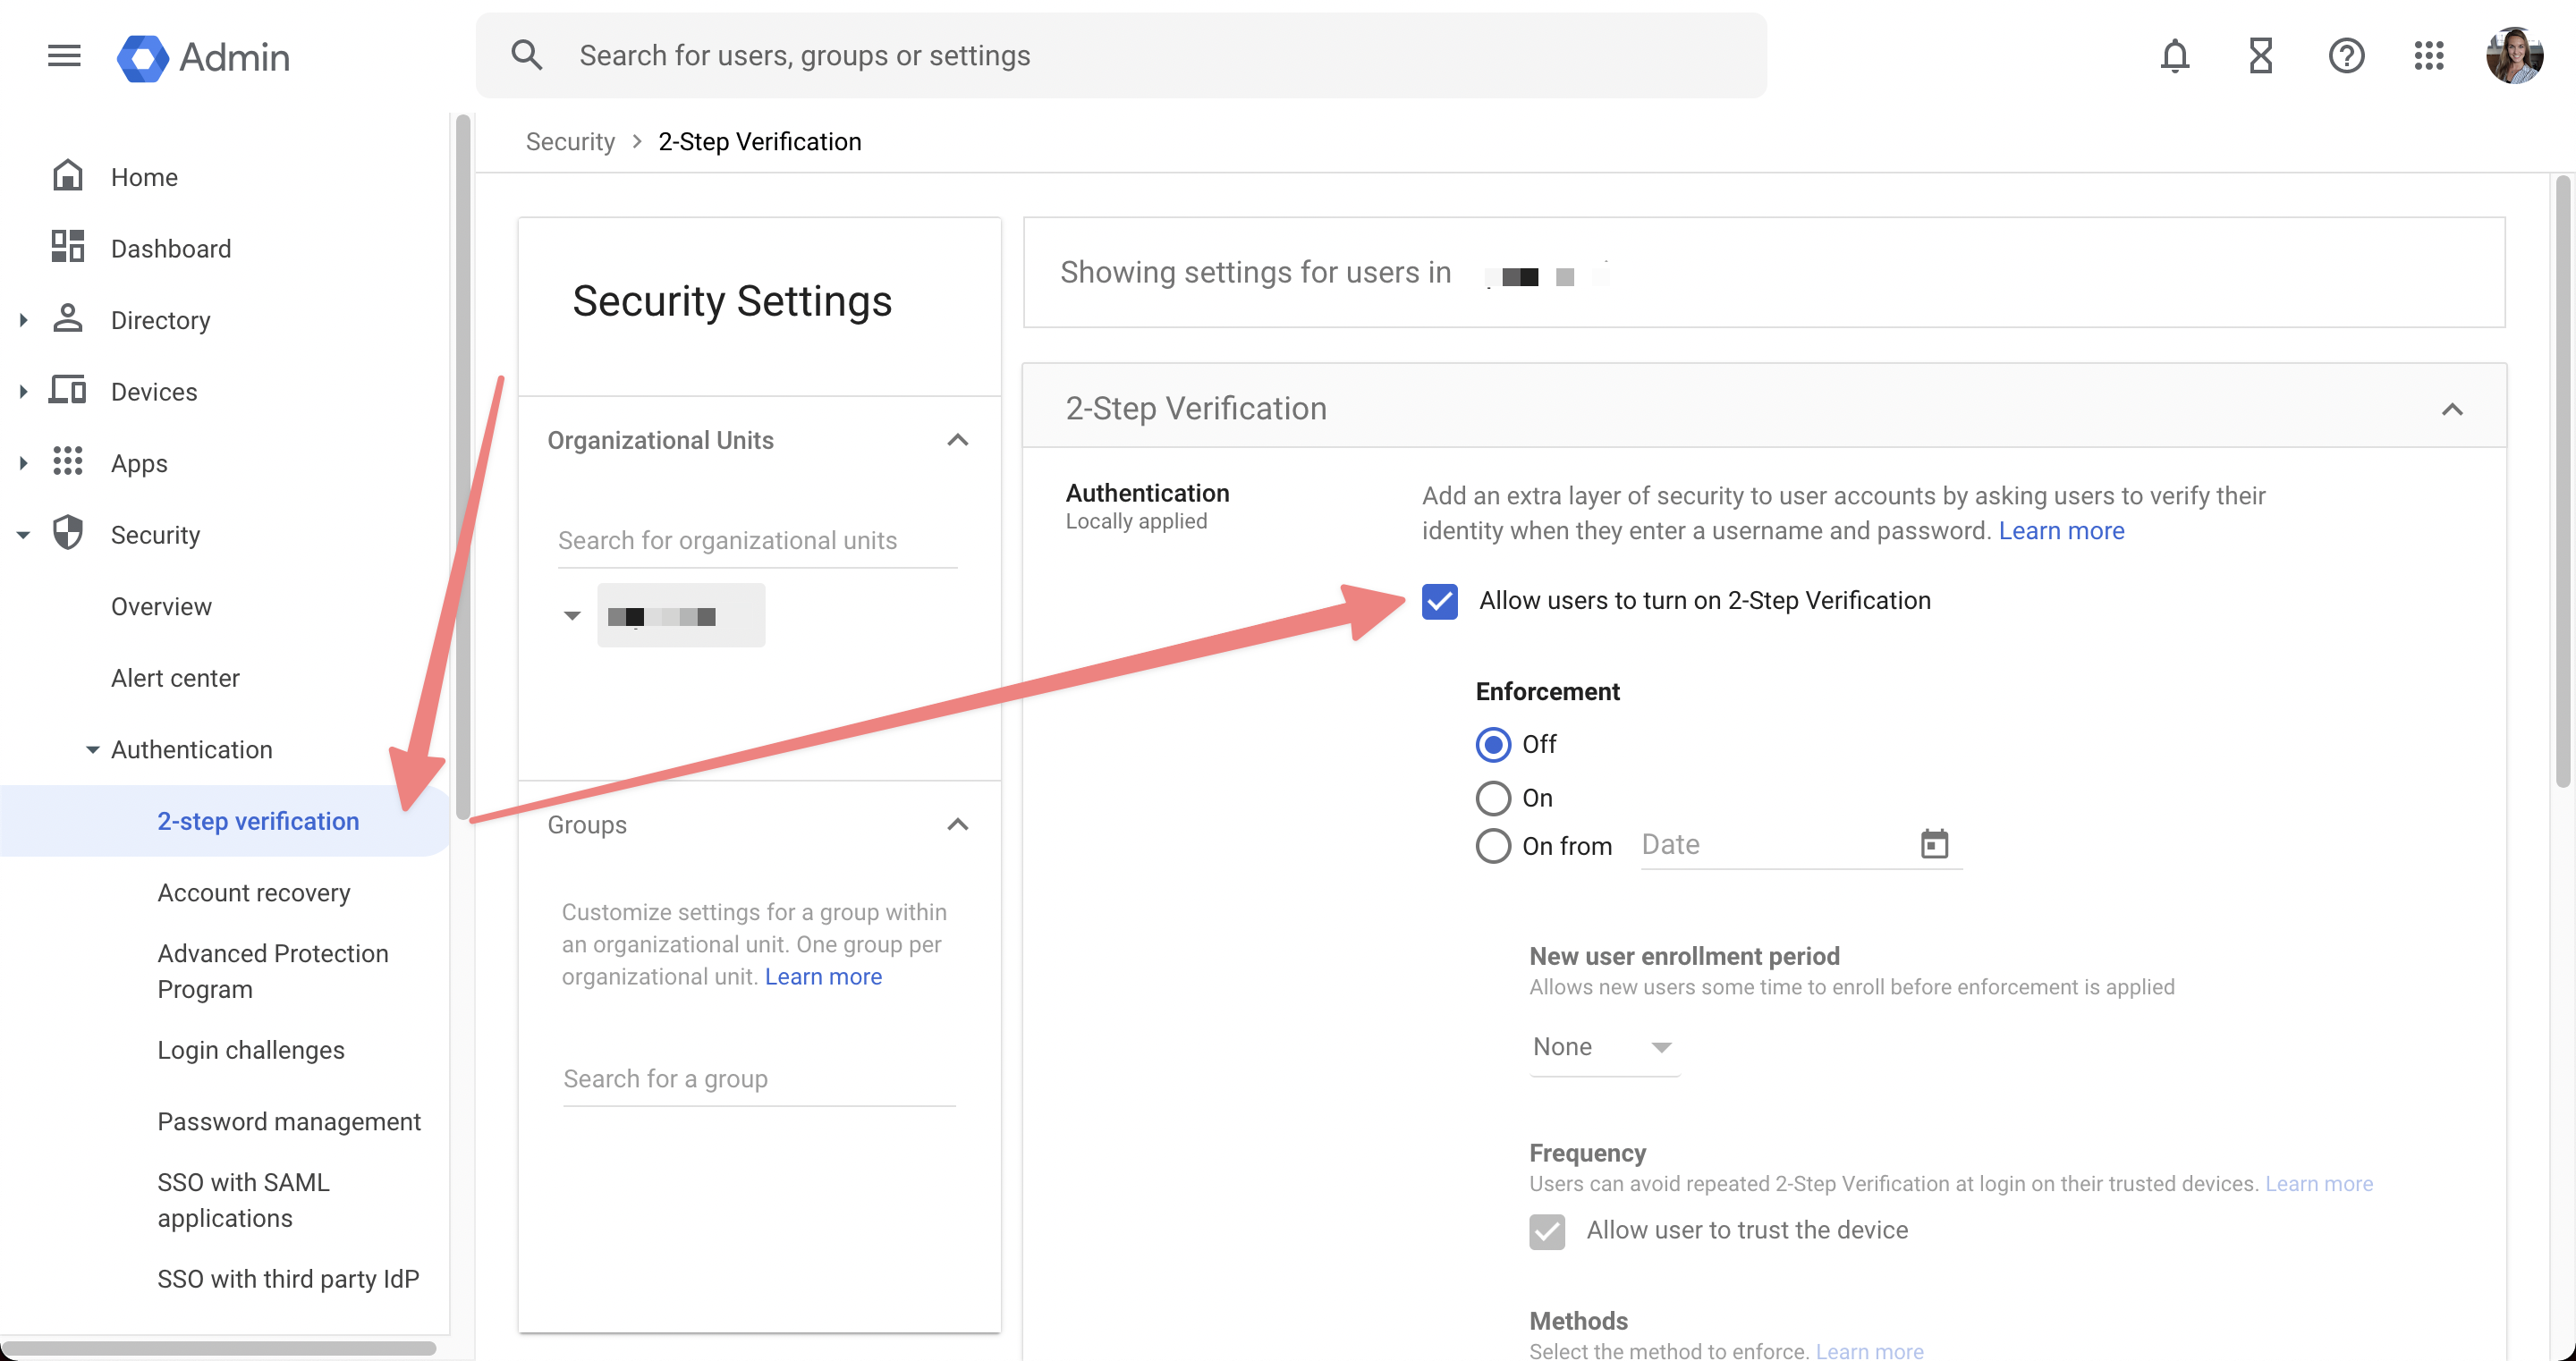 Admin
Search for users, groups or settings
Home
Dashboard
Directory
Devices
Apps
Security
Overview
Alert center
Authentication
2-step verification
Account recovery
Advanced Protection
Program
Login challenges
Password management
SSO with SAML
applications
SSO with third party IdP
Security > 2-Step Verification
Security Settings
Organizational Units
Search for organizational units
Groups
Customize settings for a group within
an organizational unit. One group per
organizational unit. Learn more
Search for a group
Showing settings for users in
2-Step Verification
Authentication
Locally applied
Add an extra layer of security to user accounts by asking users to verify their
identity when they enter a username and password. Learn more
Allow users to turn on 2-Step Verification
Enforcement
Off
On
On from Date
New user enrollment period
Allows new users some time to enroll before enforcement is applied
None
Frequency
Users can avoid repeated 2-Step Verification at login on their trusted devices. Learn more
Allow user to trust the device
Methods
Select the method to enforce. Learn more